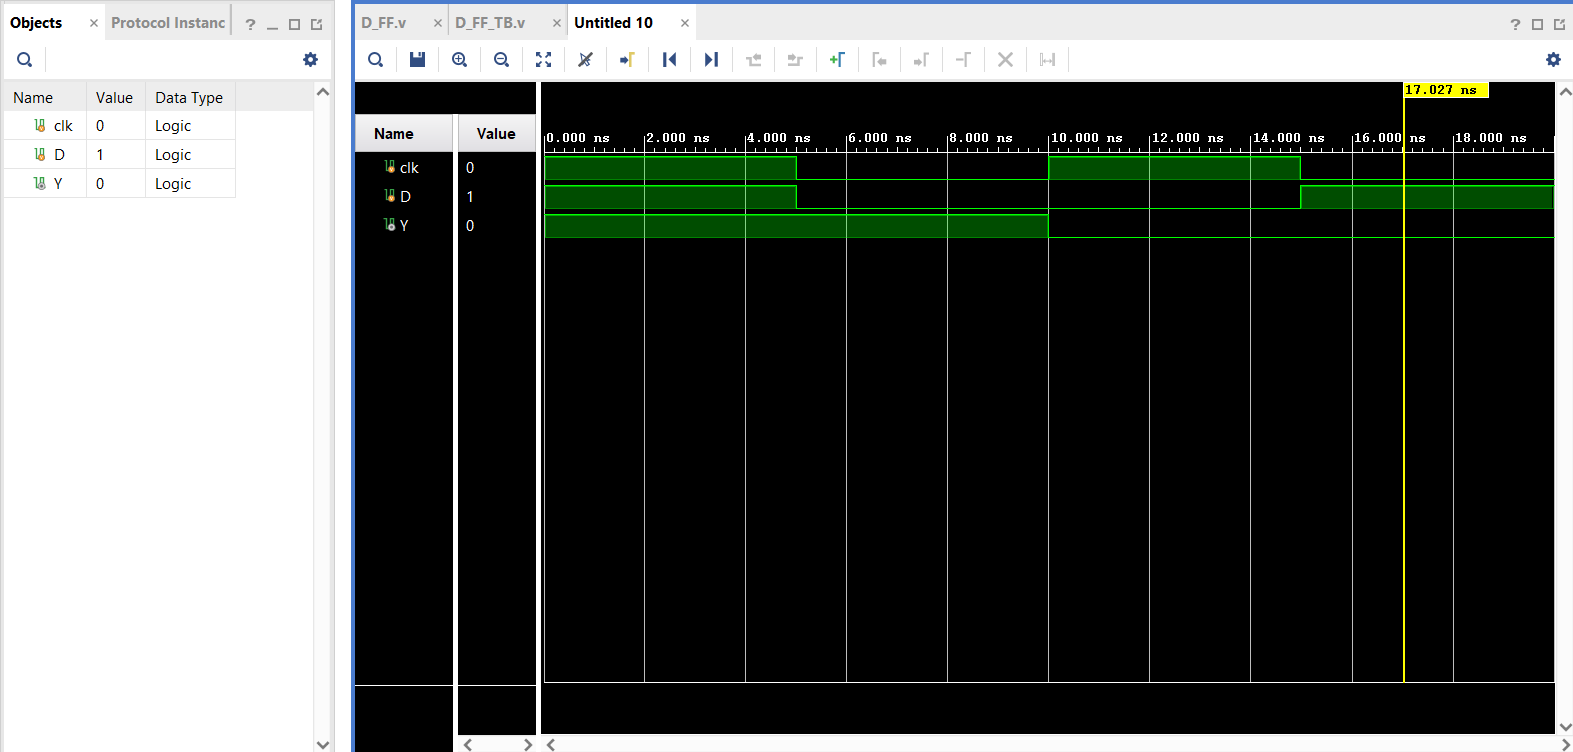 Objects × Protocol Instanc ?
Name Value Data Type
clk 0 Logic
D 1 Logic
Y 0 Logic
D_FF.v × D_FF_TB.v × Untitled 10 × ?
17.027 ns
Name Value
0.000 ns 2.000 ns 4.000 ns 6.000 ns 8.000 ns 10.000 ns 12.000 ns 14.000 ns 16.000 ns 18.000 ns
clk 0
D 1
Y 0